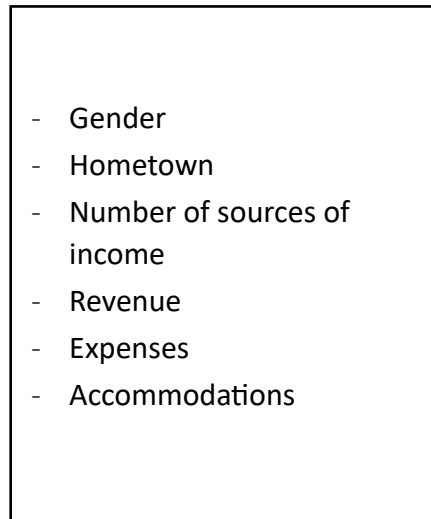 - Gender
- Hometown
- Number of sources of
income
- Revenue
- Expenses
- Accommodations